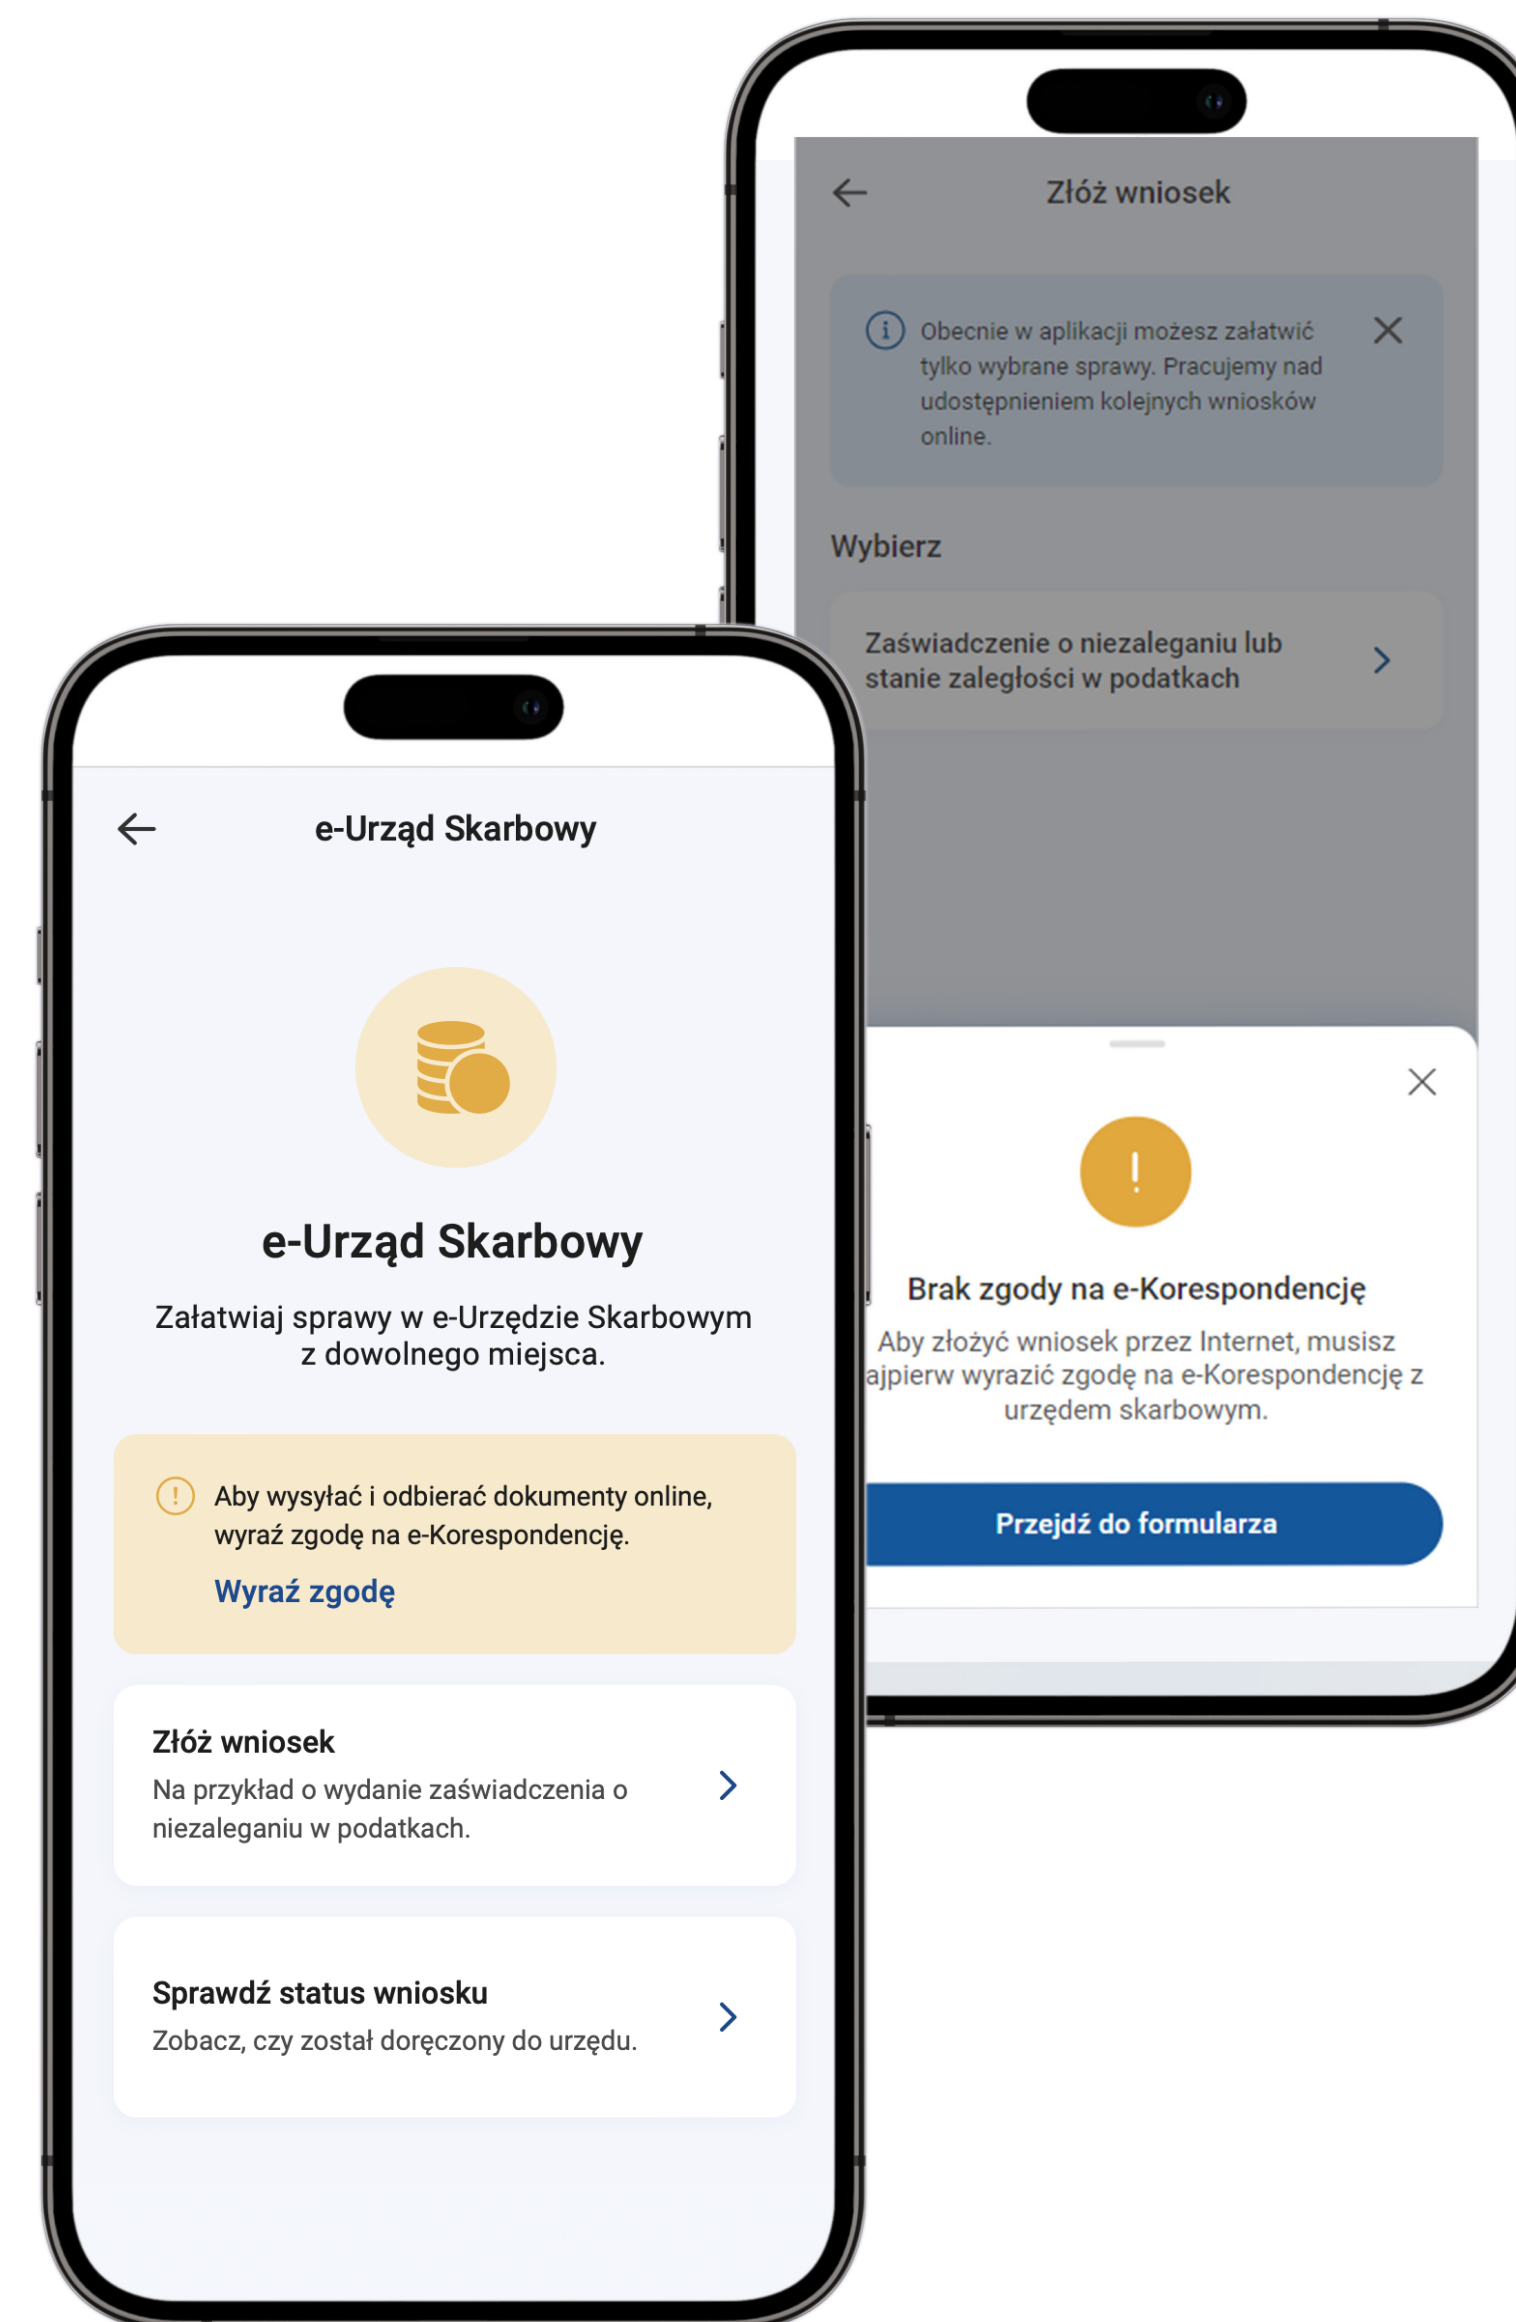 Złóż wniosek
Obecnie w aplikacji możesz załatwić
tylko wybrane sprawy. Pracujemy nad
udostępnieniem kolejnych wniosków
online.
Wybierz
Zaświadczenie o niezaleganiu lub
stanie zaległości w podatkach
Brak zgody na e-Korespondencję
Aby złożyć wniosek przez Internet, musisz
ajpierw wyrazić zgodę na e-Korespondencję z
urzędem skarbowym.
Przejdź do formularza
e-Urząd Skarbowy
e-Urząd Skarbowy
Załatwiaj sprawy w e-Urzędzie Skarbowym
z dowolnego miejsca.
Aby wysyłać i odbierać dokumenty online,
wyraź zgodę na e-Korespondencję.
Wyraź zgodę
Złóż wniosek
Na przykład o wydanie zaświadczenia o
niezaleganiu w podatkach.
Sprawdź status wniosku
Zobacz, czy został doręczony do urzędu.